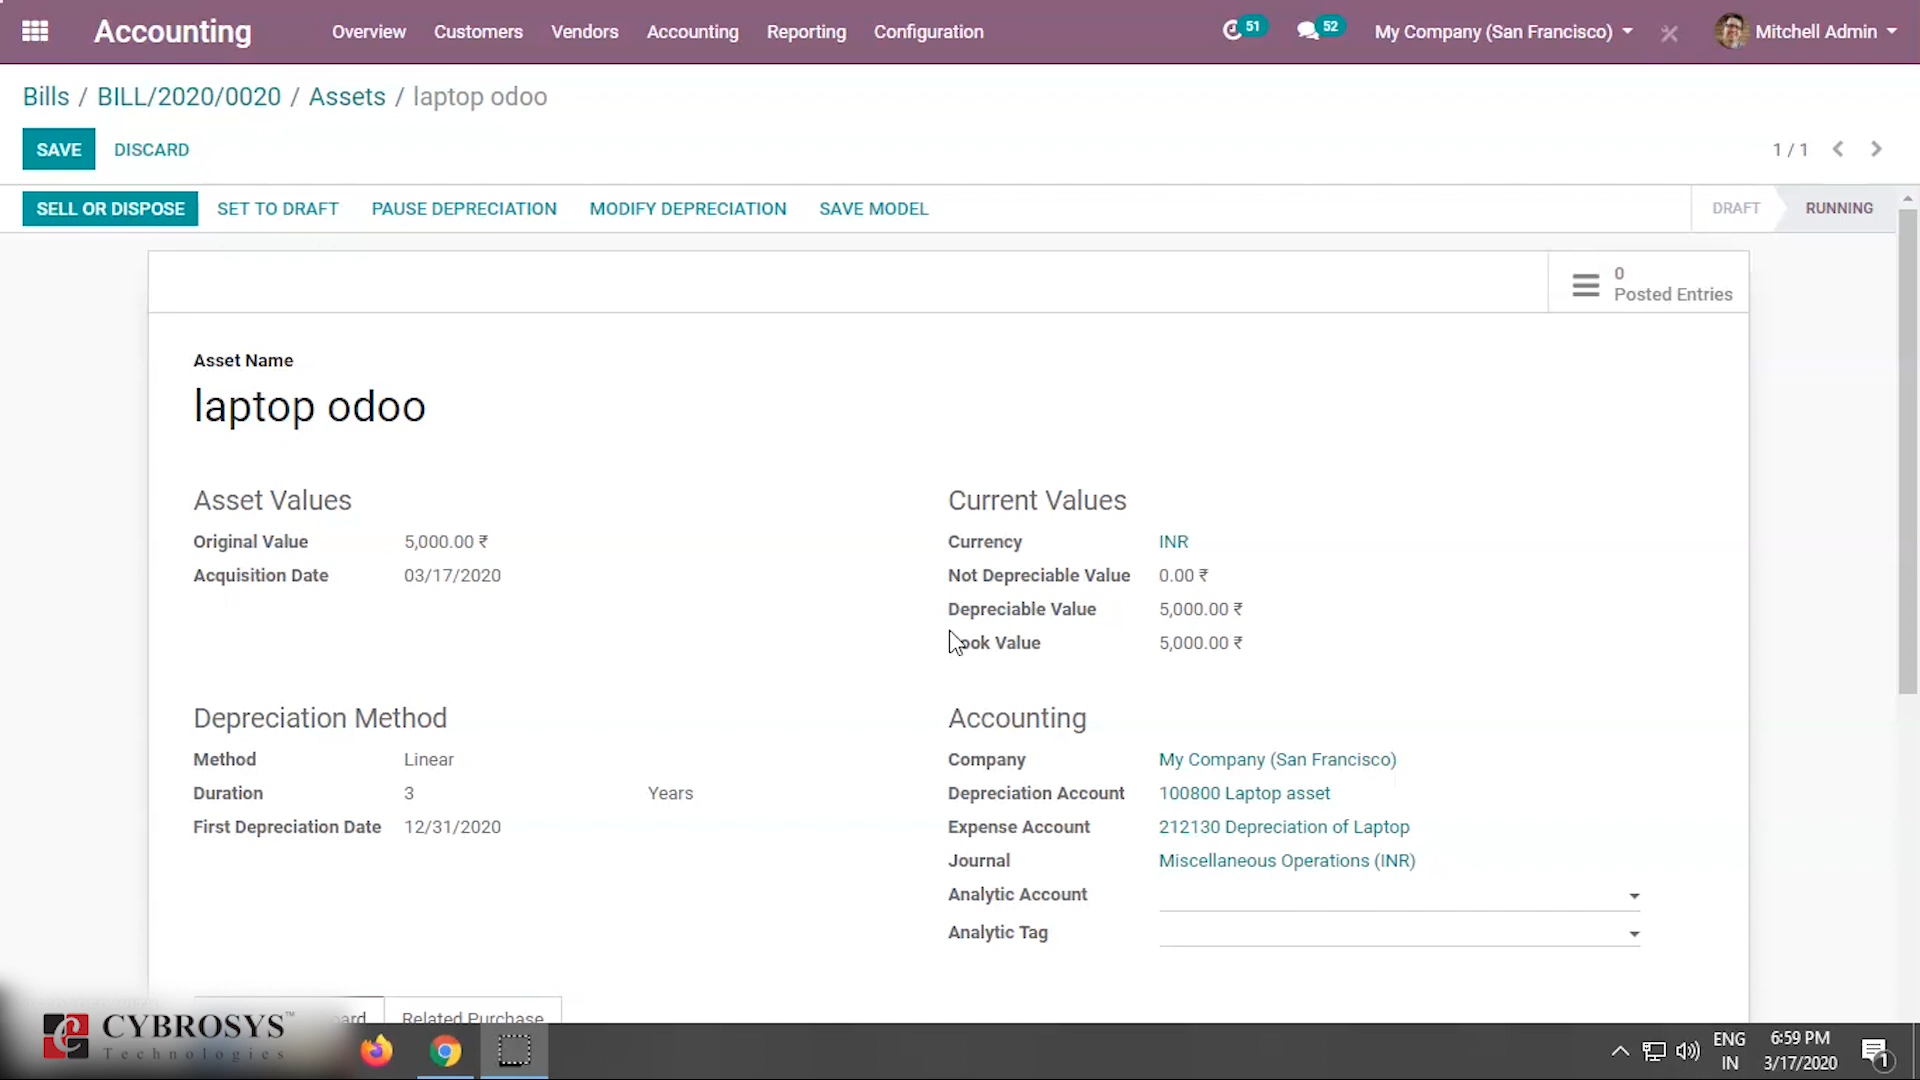 Accounting Overview Customers Vendors Accounting Reporting Configuration 51 52 My Company (San Francisco) Mitchell Admin
Bills / BILL/2020/0020 / Assets / laptop odoo
SAVE DISCARD 1 / 1
SELL OR DISPOSE SET TO DRAFT PAUSE DEPRECIATION MODIFY DEPRECIATION SAVE MODEL DRAFT RUNNING
0
Posted Entries
Asset Name
laptop odoo
Asset Values
Original Value 5,000.00 ₹
Acquisition Date 03/17/2020
Current Values
Currency INR
Not Depreciable Value 0.00 ₹
Depreciable Value 5,000.00 ₹
ook Value 5,000.00 ₹
Depreciation Method
Method Linear
Duration 3 Years
First Depreciation Date 12/31/2020
Accounting
Company My Company (San Francisco)
Depreciation Account 100800 Laptop asset
Expense Account 212130 Depreciation of Laptop
Journal Miscellaneous Operations (INR)
Analytic Account
Analytic Tag
Related Purchase
CYBROSYS™
Technologies
ENG
IN
6:59 PM
3/17/2020
1